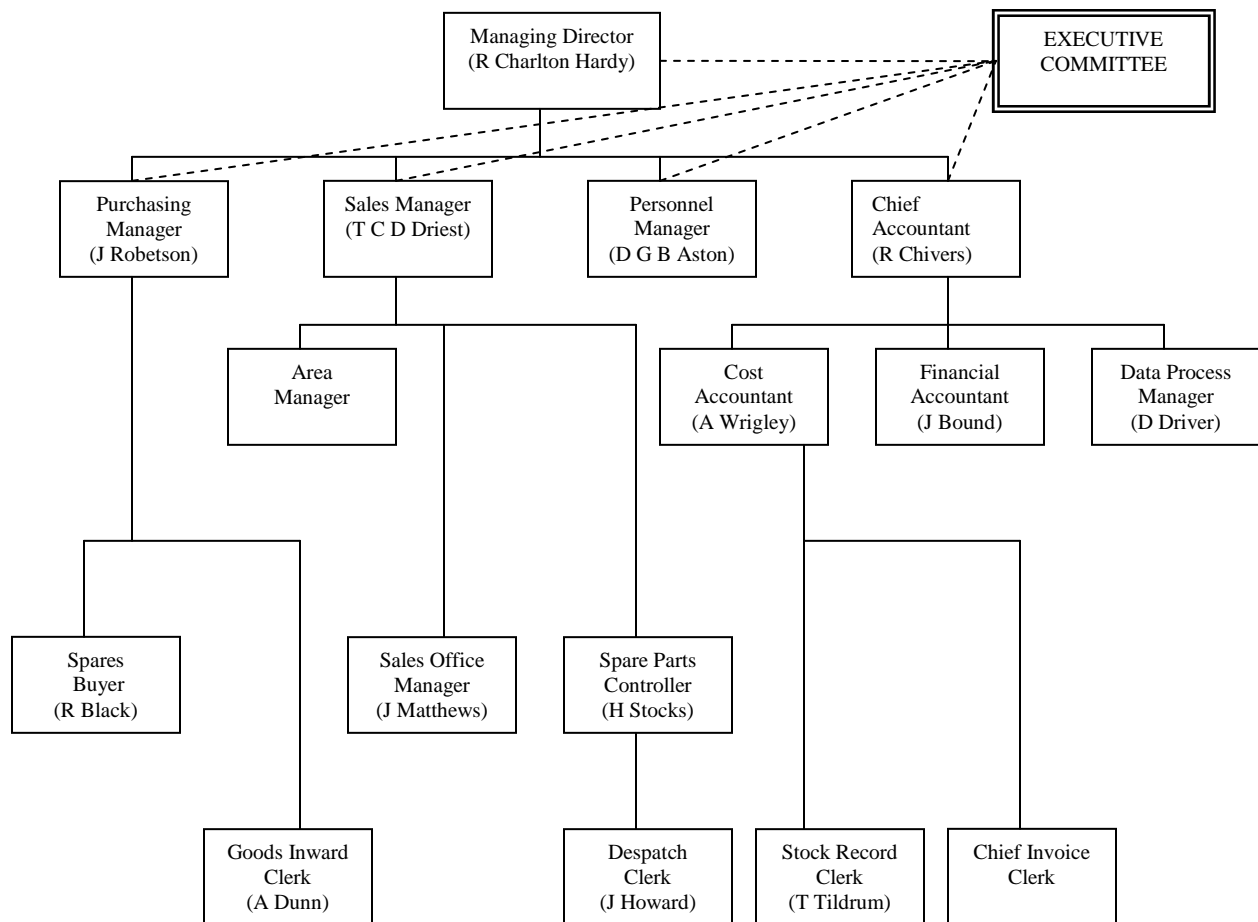 Managing Director
(R Charlton Hardy)
EXECUTIVE
COMMITTEE
Purchasing
Manager
(J Robetson)
Sales Manager
(T C D Driest)
Personnel
Manager
(D G B Aston)
Chief
Accountant
(R Chivers)
Area
Manager
Cost
Accountant
(A Wrigley)
Financial
Accountant
(J Bound)
Data Process
Manager
(D Driver)
Spares
Buyer
(R Black)
Sales Office
Manager
(J Matthews)
Spare Parts
Controller
(H Stocks)
Goods Inward
Clerk
(A Dunn)
Despatch
Clerk
(J Howard)
Stock Record
Clerk
(T Tildrum)
Chief Invoice
Clerk